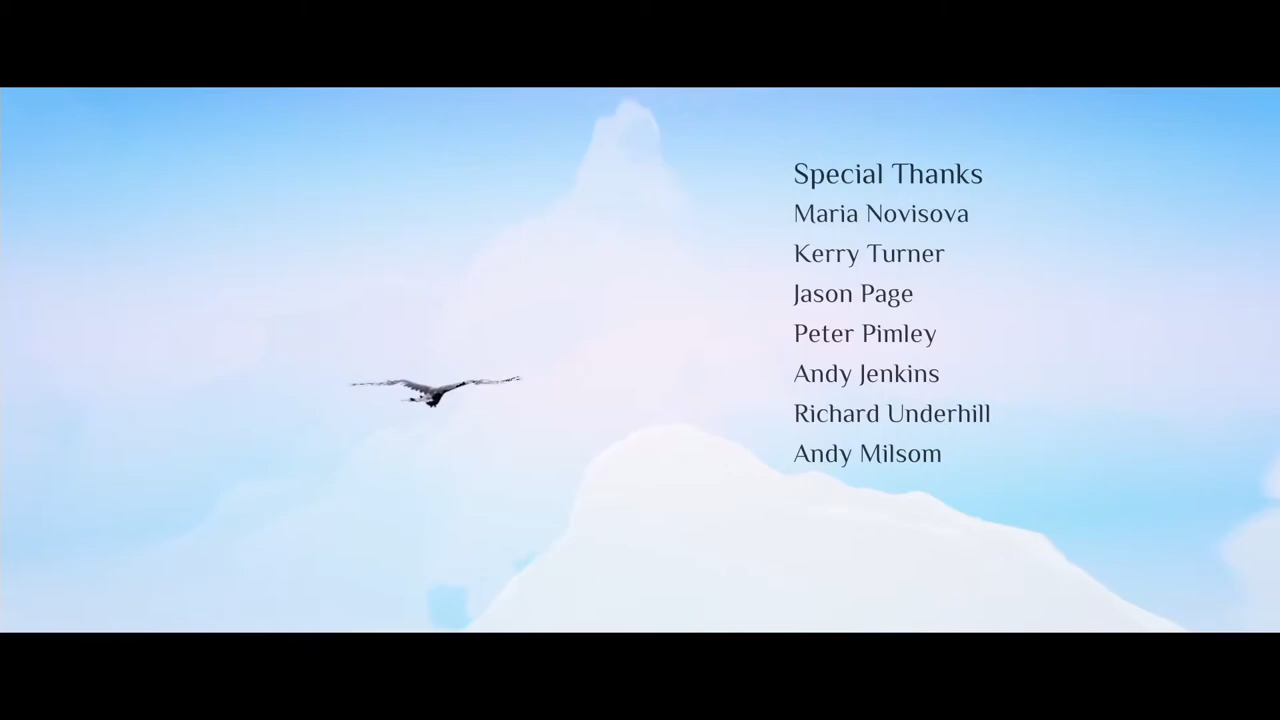 Special Thanks
Maria Novisova
Kerry Turner
Jason Page
Peter Pimley
Andy Jenkins
Richard Underhill
Andy Milsom